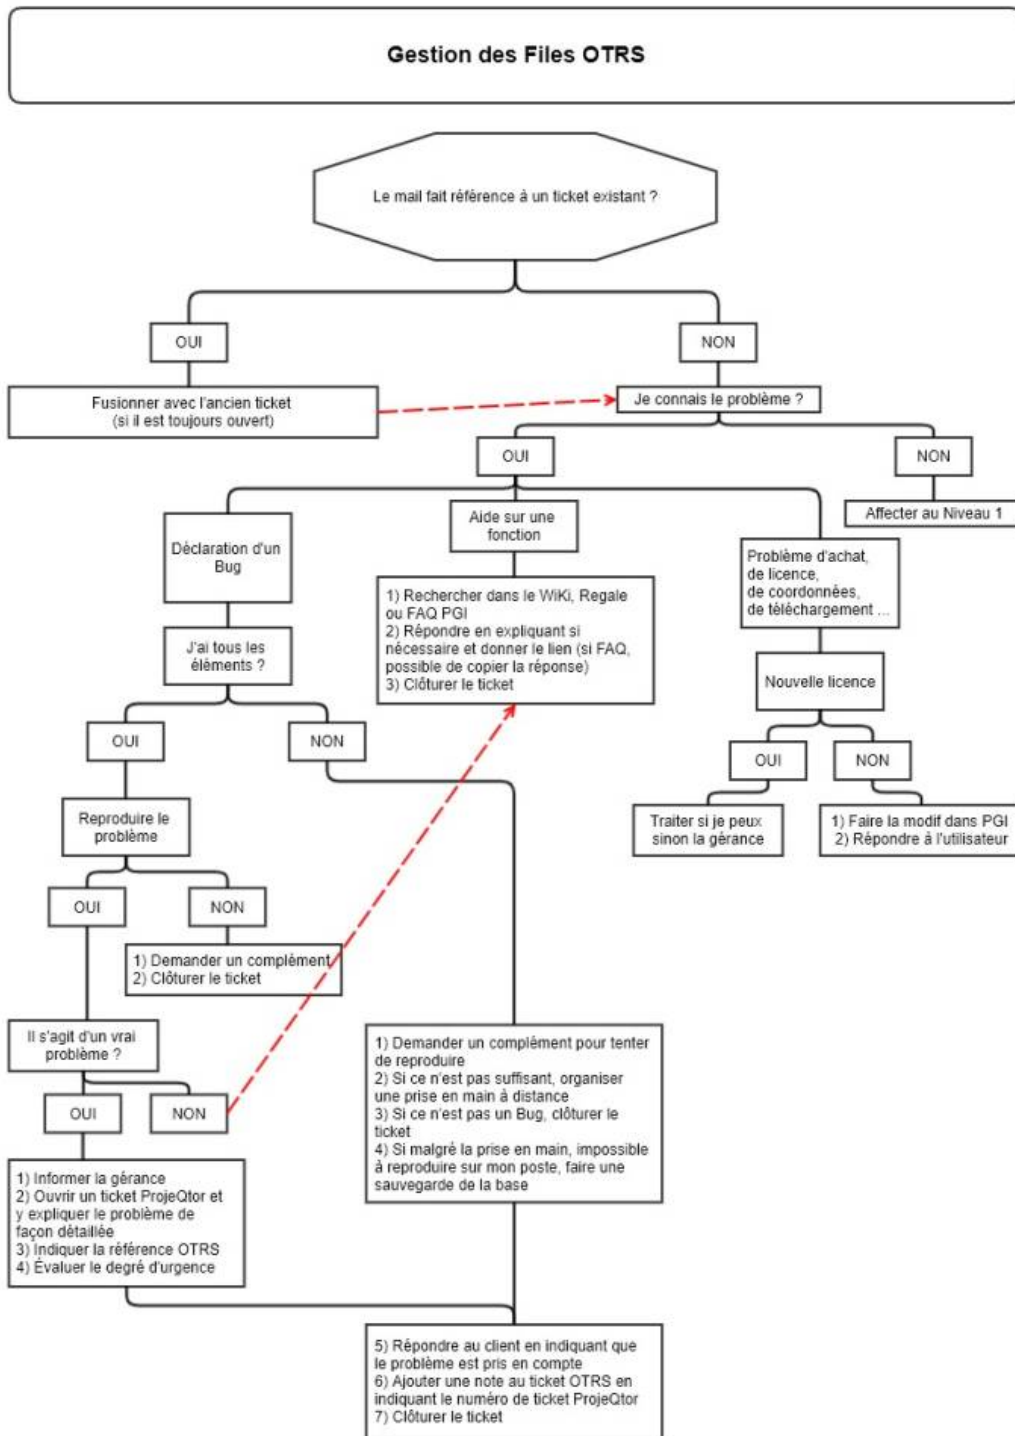 Gestion des Files OTRS
Le mail fait référence à un ticket existant ?
OUI
NON
Fusionner avec l'ancien ticket
(si il est toujours ouvert)
Je connais le problème ?
OUI
NON
Affecter au Niveau 1
Déclaration d'un
Bug
Aide sur une
fonction
Problème d'achat,
de licence,
de coordonnées,
de téléchargement ...
1) Rechercher dans le WiKi, Regale
ou FAQ PGI
2) Répondre en expliquant si
nécessaire et donner le lien (si FAQ,
possible de copier la réponse)
3) Clôturer le ticket
J'ai tous les
éléments ?
Nouvelle licence
OUI
NON
OUI
NON
Traiter si je peux
sinon la gérance
1) Faire la modif dans PGI
2) Répondre à l'utilisateur
Reproduire le
problème
OUI
NON
1) Demander un complément
2) Clôturer le ticket
Il s'agit d'un vrai
problème ?
OUI
NON
1) Demander un complément pour tenter
de reproduire
2) Si ce n'est pas suffisant, organiser
une prise en main à distance
3) Si ce n'est pas un Bug, clôturer le
ticket
4) Si malgré la prise en main, impossible
à reproduire sur mon poste, faire une
sauvegarde de la base
1) Informer la gérance
2) Ouvrir un ticket ProjeQtor et
y expliquer le problème de
façon détaillée
3) Indiquer la référence OTRS
4) Évaluer le degré d'urgence
5) Répondre au client en indiquant que
le problème est pris en compte
6) Ajouter une note au ticket OTRS en
indiquant le numéro de ticket ProjeQtor
7) Clôturer le ticket